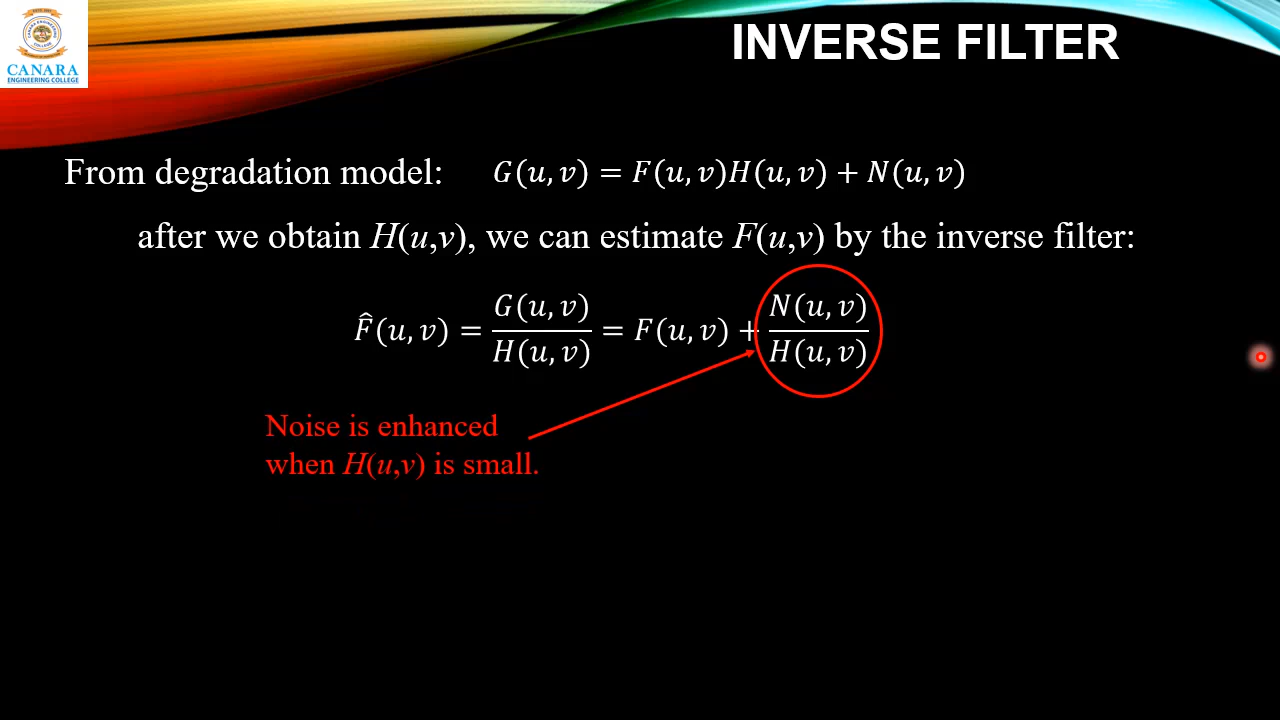 CANARA
ENGINEERING COLLEGE
INVERSE FILTER
From degradation model: G(u, v) = F(u, v)H(u, v) + N(u, v)
after we obtain H(u,v), we can estimate F(u,v) by the inverse filter:
F̂(u, v) = G(u, v)/H(u, v) = F(u, v) + N(u, v)/H(u, v)
Noise is enhanced
when H(u,v) is small.